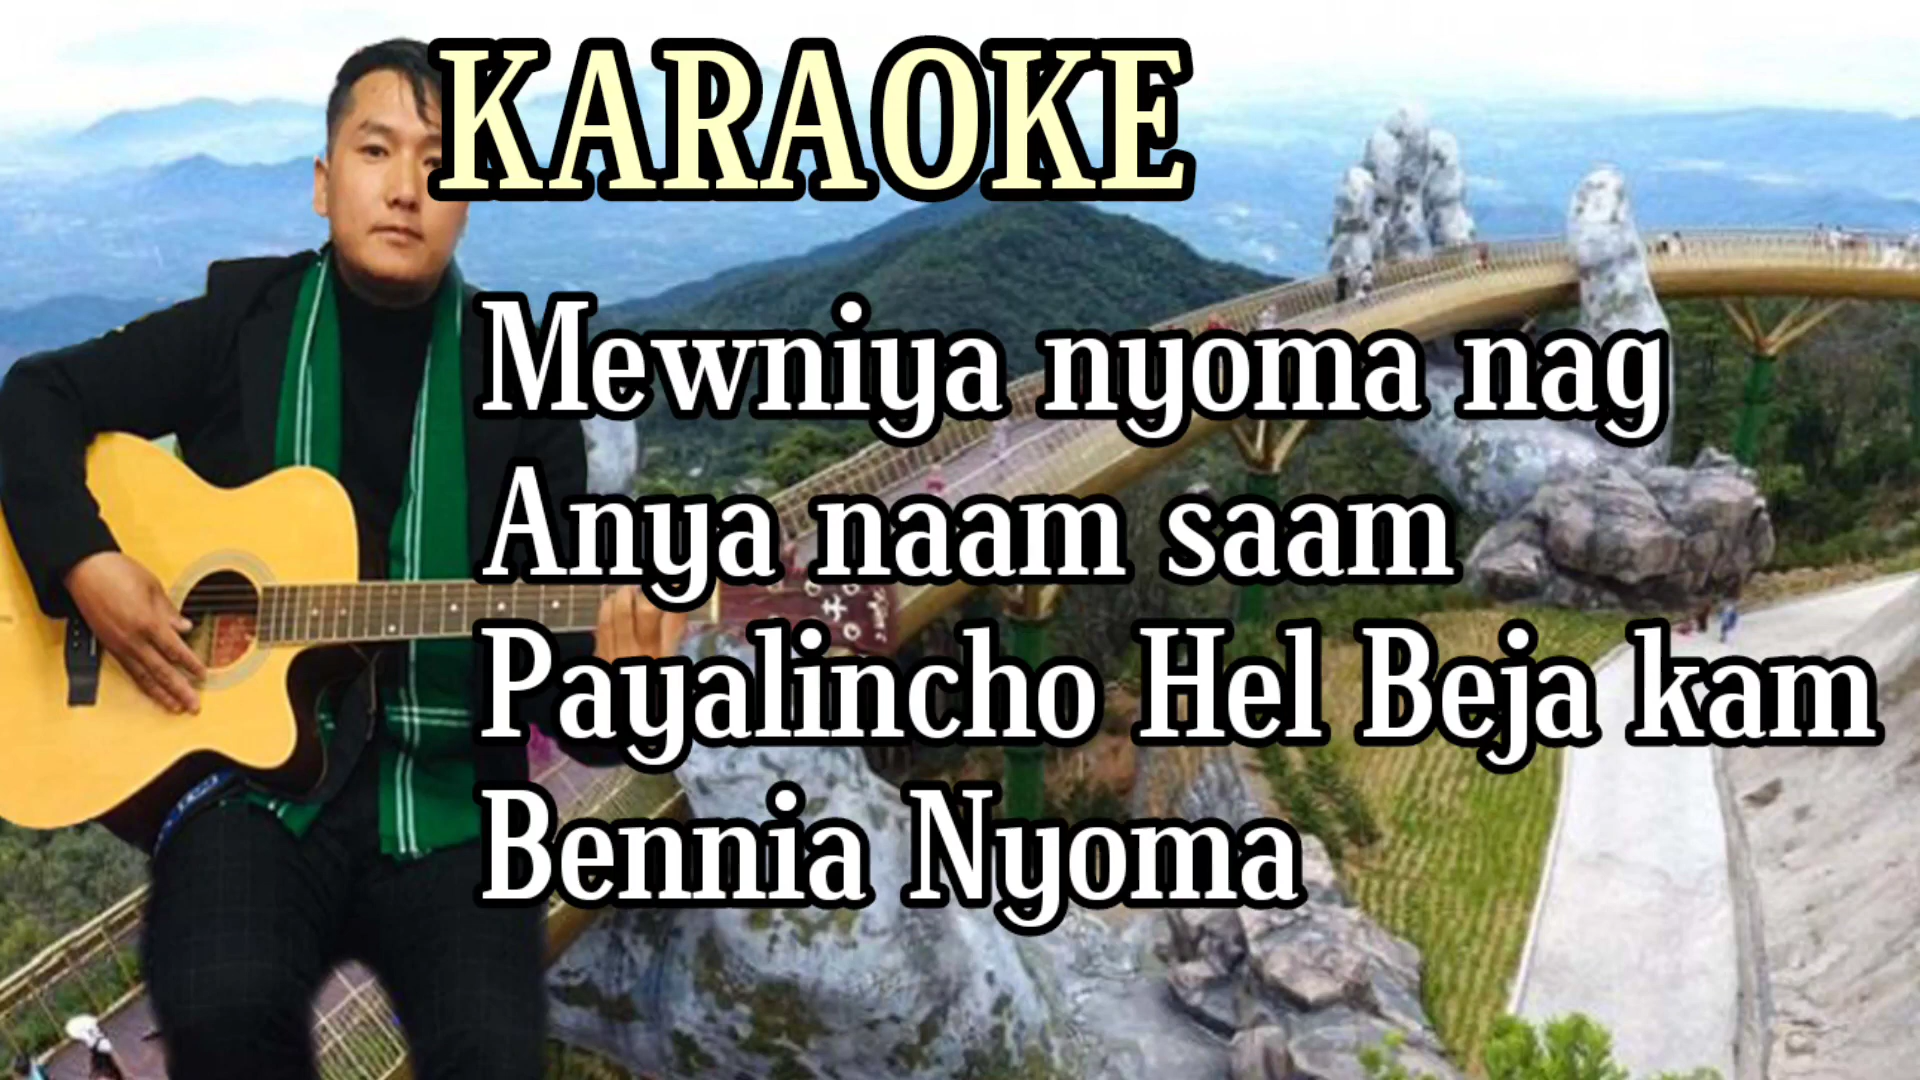 KARAOKE
Mewniya nyoma nag
Anya naam saam
Payalincho Hel Beja kam
Bennia Nyoma